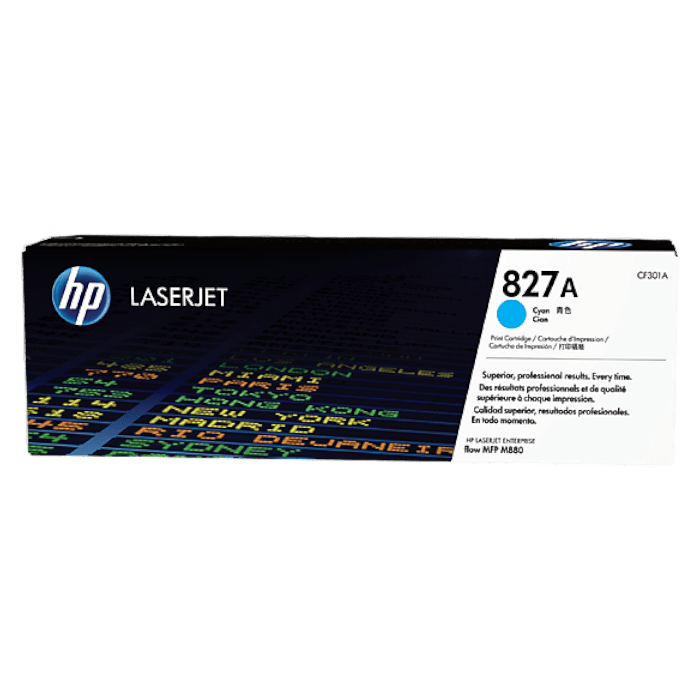 hp
LASERJET
LONDON LOS ANGELES
MIAMI
PARIS
TOKYO
HONG KONG
NEW YORK
MADRID
RIO DEJANEIR
SYDNEY
827A
CF301A
Cyan 青色
Cian
Print Cartridge / Cartouche d'Impression /
Cartucho de Impresión / 打印硒鼓
Superior, professional results. Every time.
Des résultats professionnels et de qualité
supérieure à chaque impression.
Calidad superior, resultados profesionales.
En todo momento.
HP LASERJET ENTERPRISE
flow MFP M880